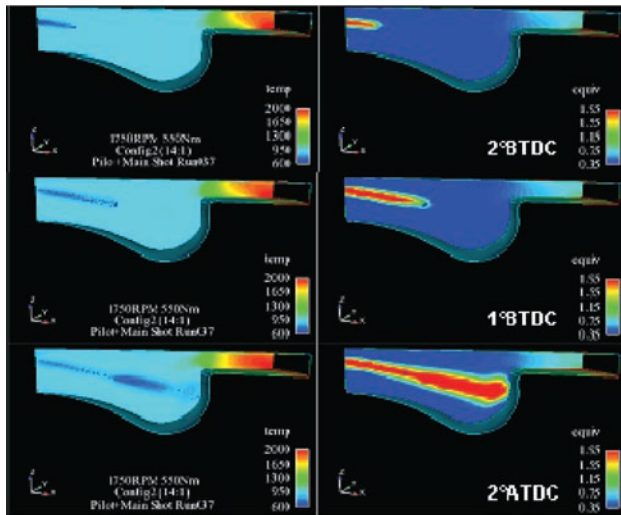 temp
2000
1650
1300
950
600
1750RPM 550Nm
Config2 (14:1)
Pilot+Main Shot Run037
equiv
1.95
1.55
1.15
0.75
0.35
2°BTDC
temp
2000
1650
1300
950
600
1750RPM 550Nm
Config2 (14:1)
Pilot+Main Shot Run037
equiv
1.95
1.55
1.15
0.75
0.35
1°BTDC
temp
2000
1650
1300
950
600
1750RPM 550Nm
Config2 (14:1)
Pilot+Main Shot Run037
equiv
1.95
1.55
1.15
0.75
0.35
2°ATDC